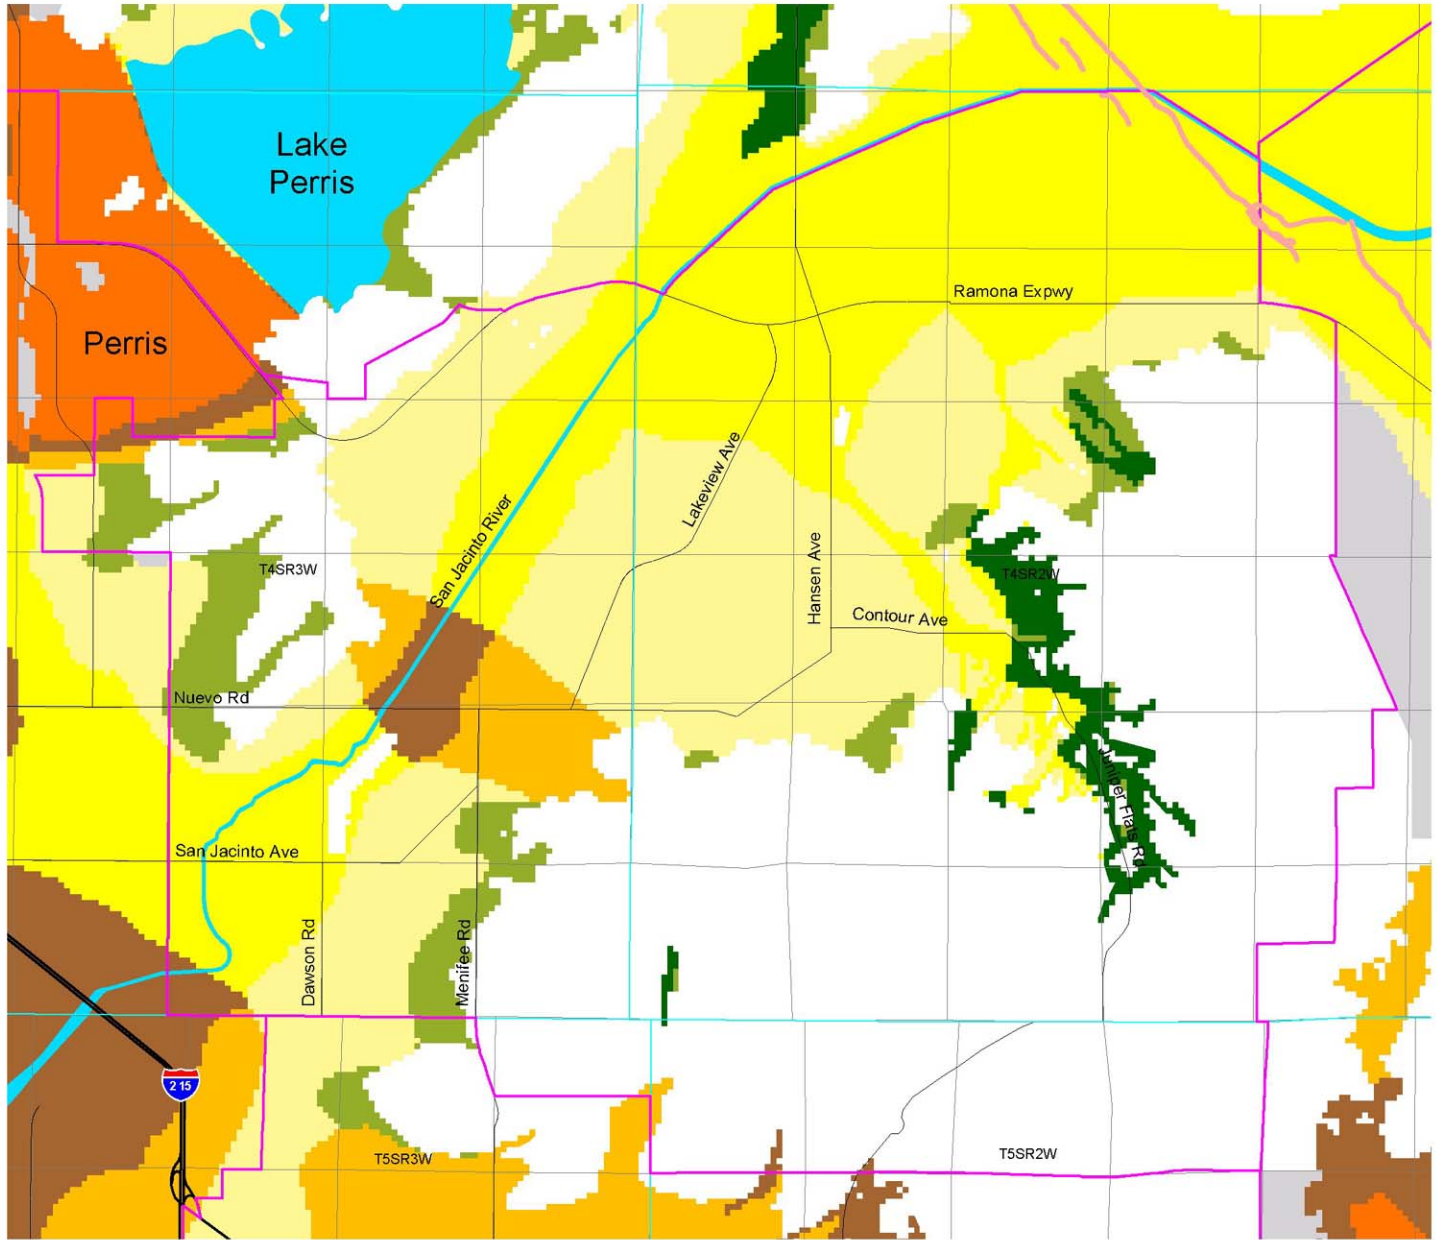 Lake
Perris
Ramona Expwy
Perris
Lakeview Ave
San Jacinto River
Hansen Ave
T4SR3W
T4SR2W
Contour Ave
Nuevo Rd
Juniper Flats Rd
San Jacinto Ave
Dawson Rd
Menifee Rd
215
T5SR3W
T5SR2W